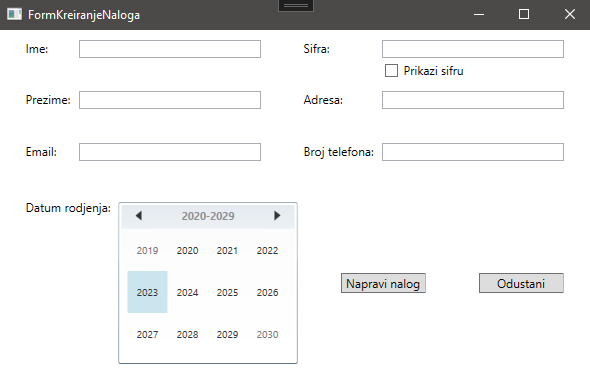 FormKreiranjeNaloga
Ime: Sifra:
Prikazi sifru
Prezime: Adresa:
Email: Broj telefona:
Datum rodjenja:
2020-2029
2019 2020 2021 2022
2023 2024 2025 2026
2027 2028 2029 2030
Napravi nalog Odustani